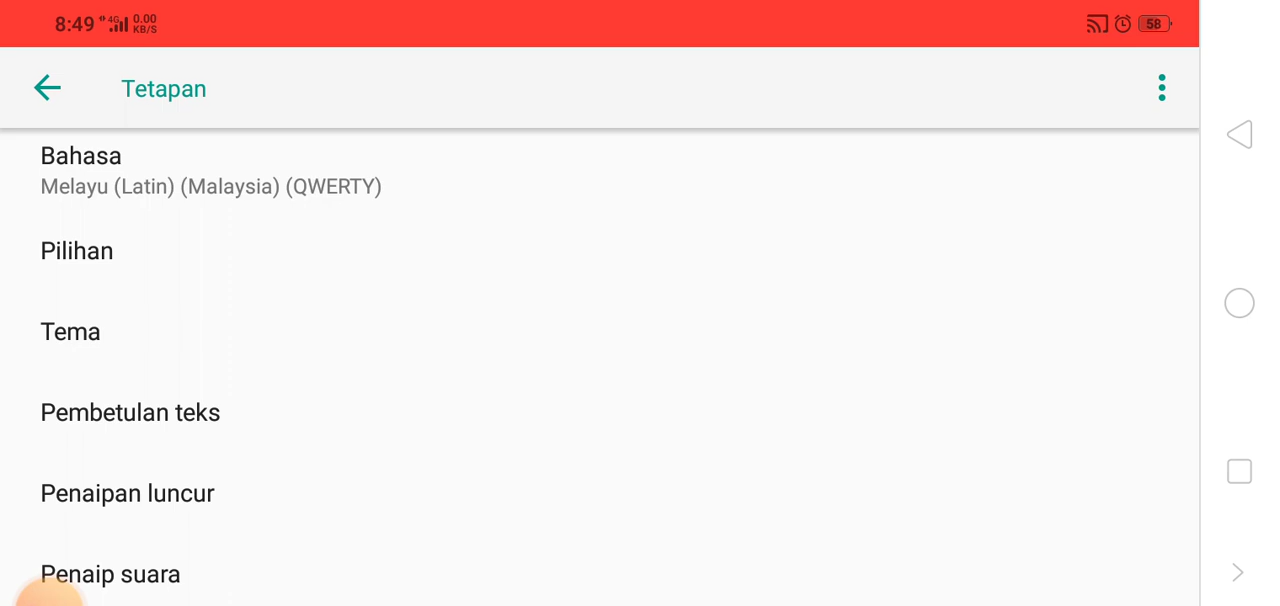 8:49 4G 0.00 KB/S 58
Tetapan
Bahasa
Melayu (Latin) (Malaysia) (QWERTY)
Pilihan
Tema
Pembetulan teks
Penaipan luncur
Penaip suara